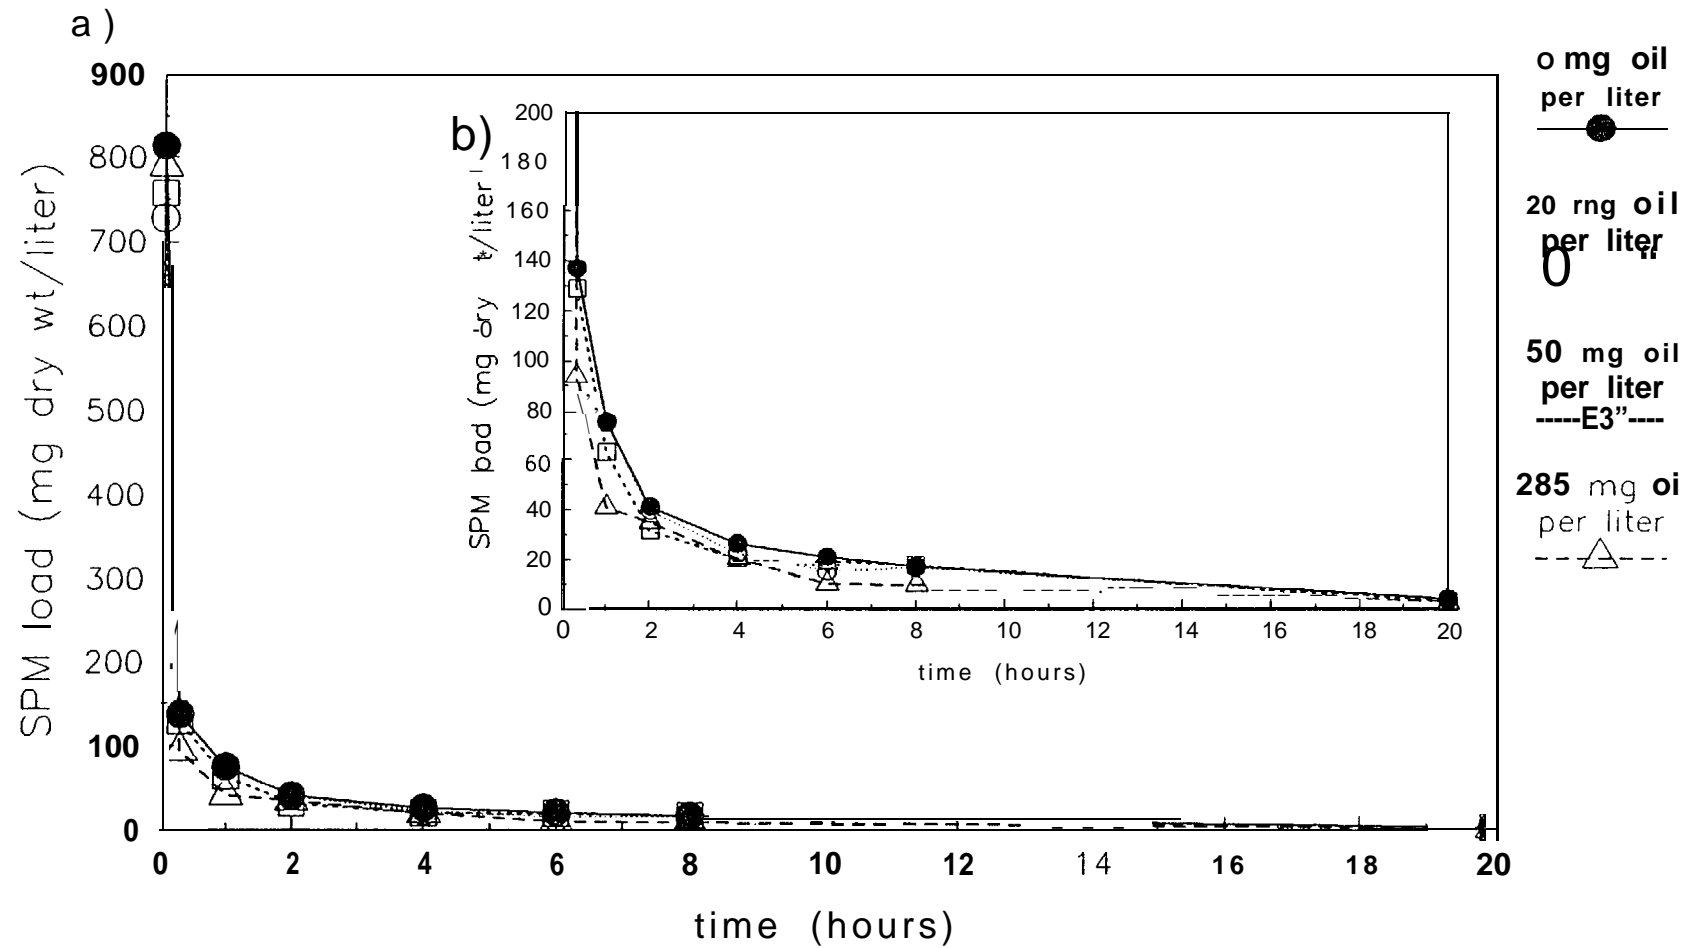 a )
900
800
700
600
500
400
300
200
100
0
SPM load (mg dry wt/liter)
0 2 4 6 8 10 12 14 16 18 20
time (hours)
b)
200
180
160
140
120
100
80
60
40
20
0
0 2 4 6 8 10 12 14 16 18 20
time (hours)
o mg oil
per liter
20 rng oil
per liter
0 "
50 mg oil
per liter
-----E3”----
285 mg oi
per liter